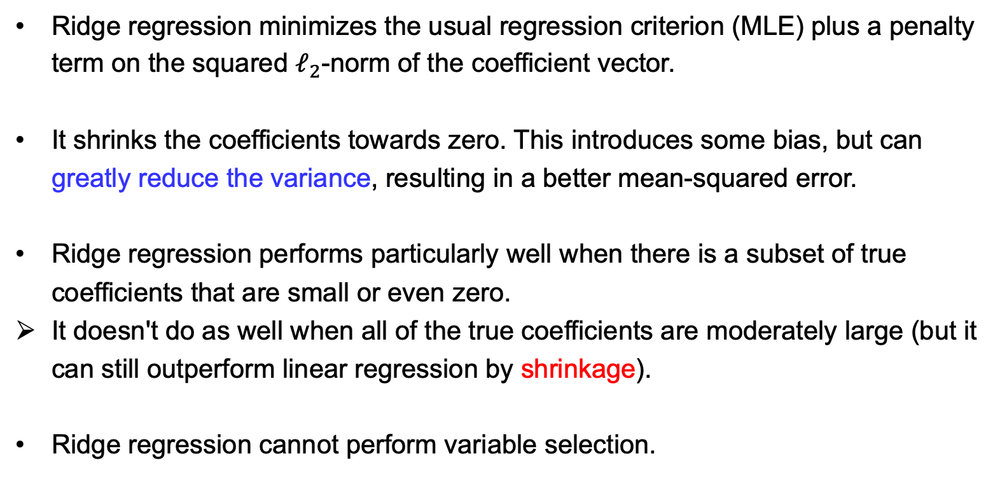 • Ridge regression minimizes the usual regression criterion (MLE) plus a penalty
term on the squared ℓ₂-norm of the coefficient vector.
• It shrinks the coefficients towards zero. This introduces some bias, but can
greatly reduce the variance, resulting in a better mean-squared error.
• Ridge regression performs particularly well when there is a subset of true
coefficients that are small or even zero.
➢ It doesn't do as well when all of the true coefficients are moderately large (but it
can still outperform linear regression by shrinkage).
• Ridge regression cannot perform variable selection.